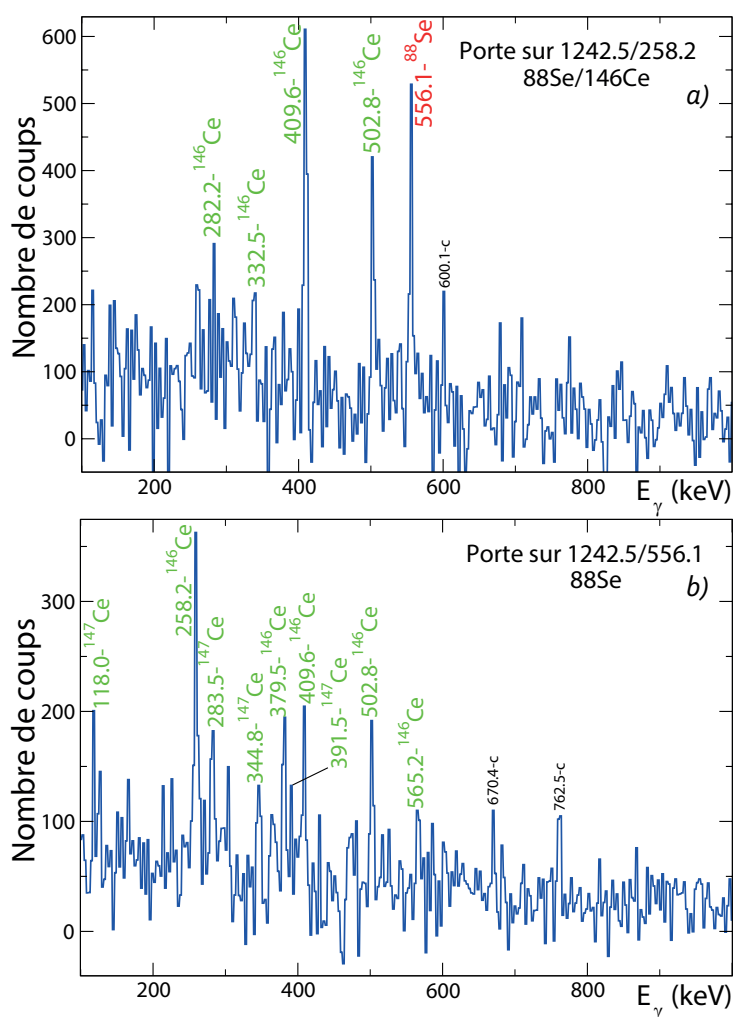 Porte sur 1242.5/258.2
88Se/146Ce
a)
Nombre de coups
600
500
400
300
200
100
0
282.2-146Ce
332.5-146Ce
409.6-146Ce
502.8-146Ce
556.1-88Se
600.1-c
200
400
600
800
Eγ (keV)
Porte sur 1242.5/556.1
88Se
b)
Nombre de coups
300
200
100
0
118.0-147Ce
258.2-146Ce
283.5-147Ce
344.8-147Ce
379.5-146Ce
409.6-146Ce
391.5-147Ce
502.8-146Ce
565.2-146Ce
670.4-c
762.5-c
200
400
600
800
Eγ (keV)